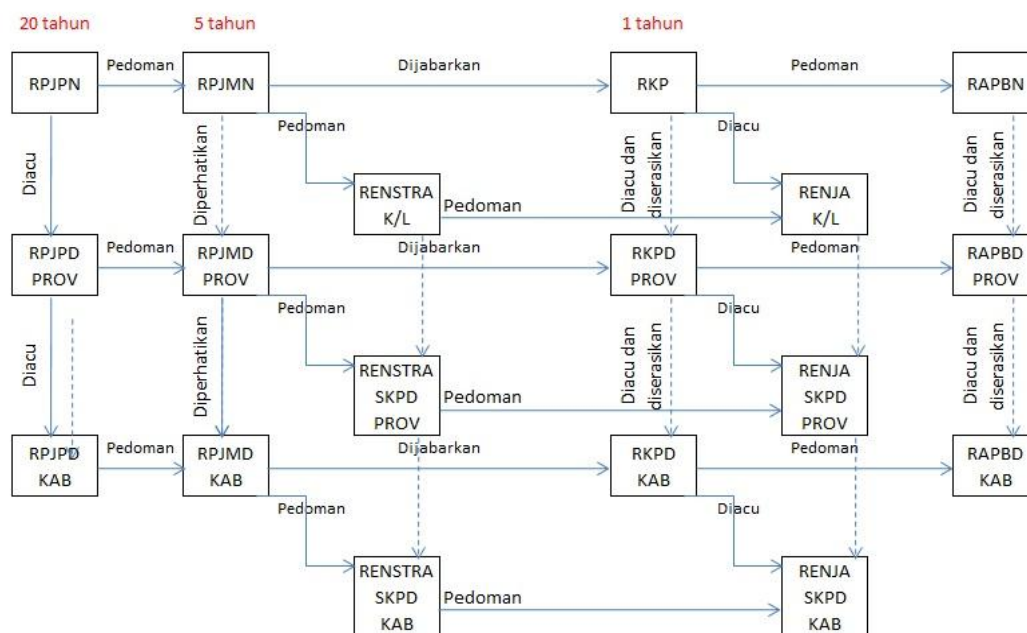 20 tahun
5 tahun
1 tahun
RPJPN
Pedoman
RPJMN
Dijabarkan
RKP
Pedoman
RAPBN
Diacu
Diperhatikan
Pedoman
RENSTRA
K/L
Pedoman
Diacu dan
diserasikan
Diacu
RENJA
K/L
Diacu dan
diserasikan
RPJPD
PROV
Pedoman
RPJMD
PROV
Dijabarkan
RKPD
PROV
Pedoman
RAPBD
PROV
Diacu
Diperhatikan
Pedoman
RENSTRA
SKPD
PROV
Pedoman
Diacu dan
diserasikan
Diacu
RENJA
SKPD
PROV
Diacu dan
diserasikan
RPJPD
KAB
Pedoman
RPJMD
KAB
Dijabarkan
RKPD
KAB
Pedoman
RAPBD
KAB
Pedoman
RENSTRA
SKPD
KAB
Pedoman
Diacu
RENJA
SKPD
KAB